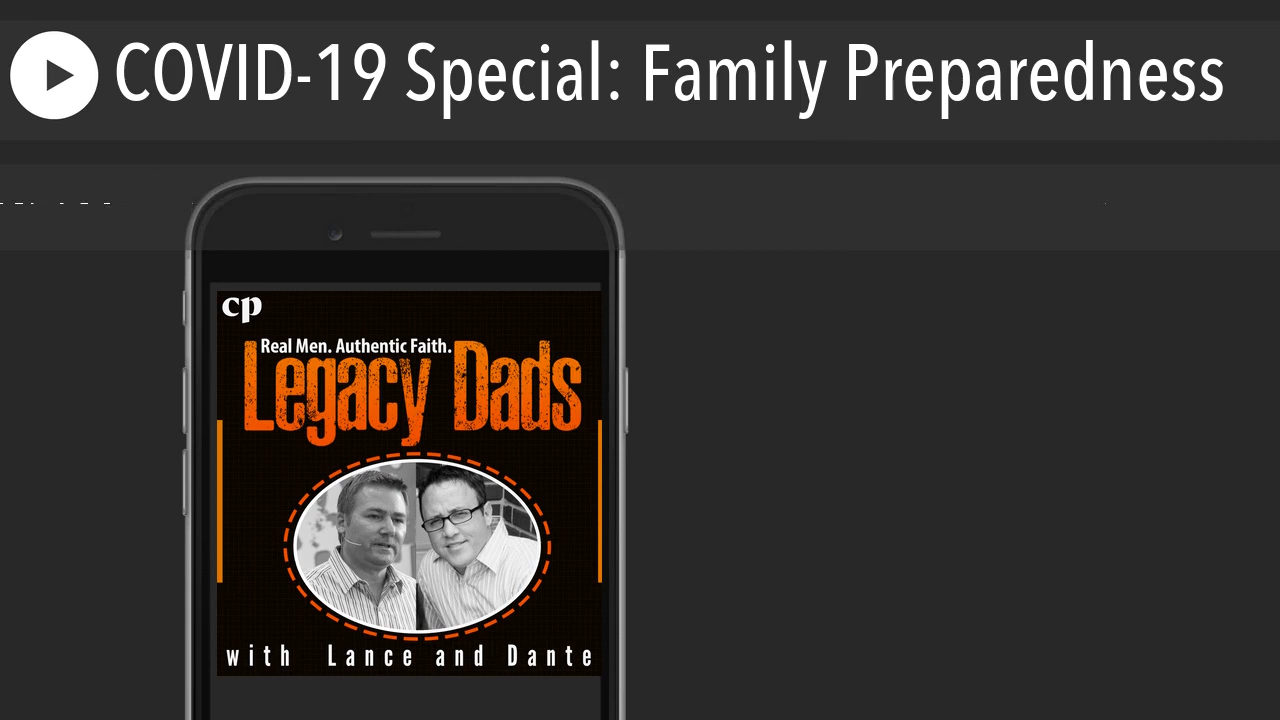 COVID-19 Special: Family Preparedness
cp
Real Men. Authentic Faith.
Legacy Dads
with Lance and Dante